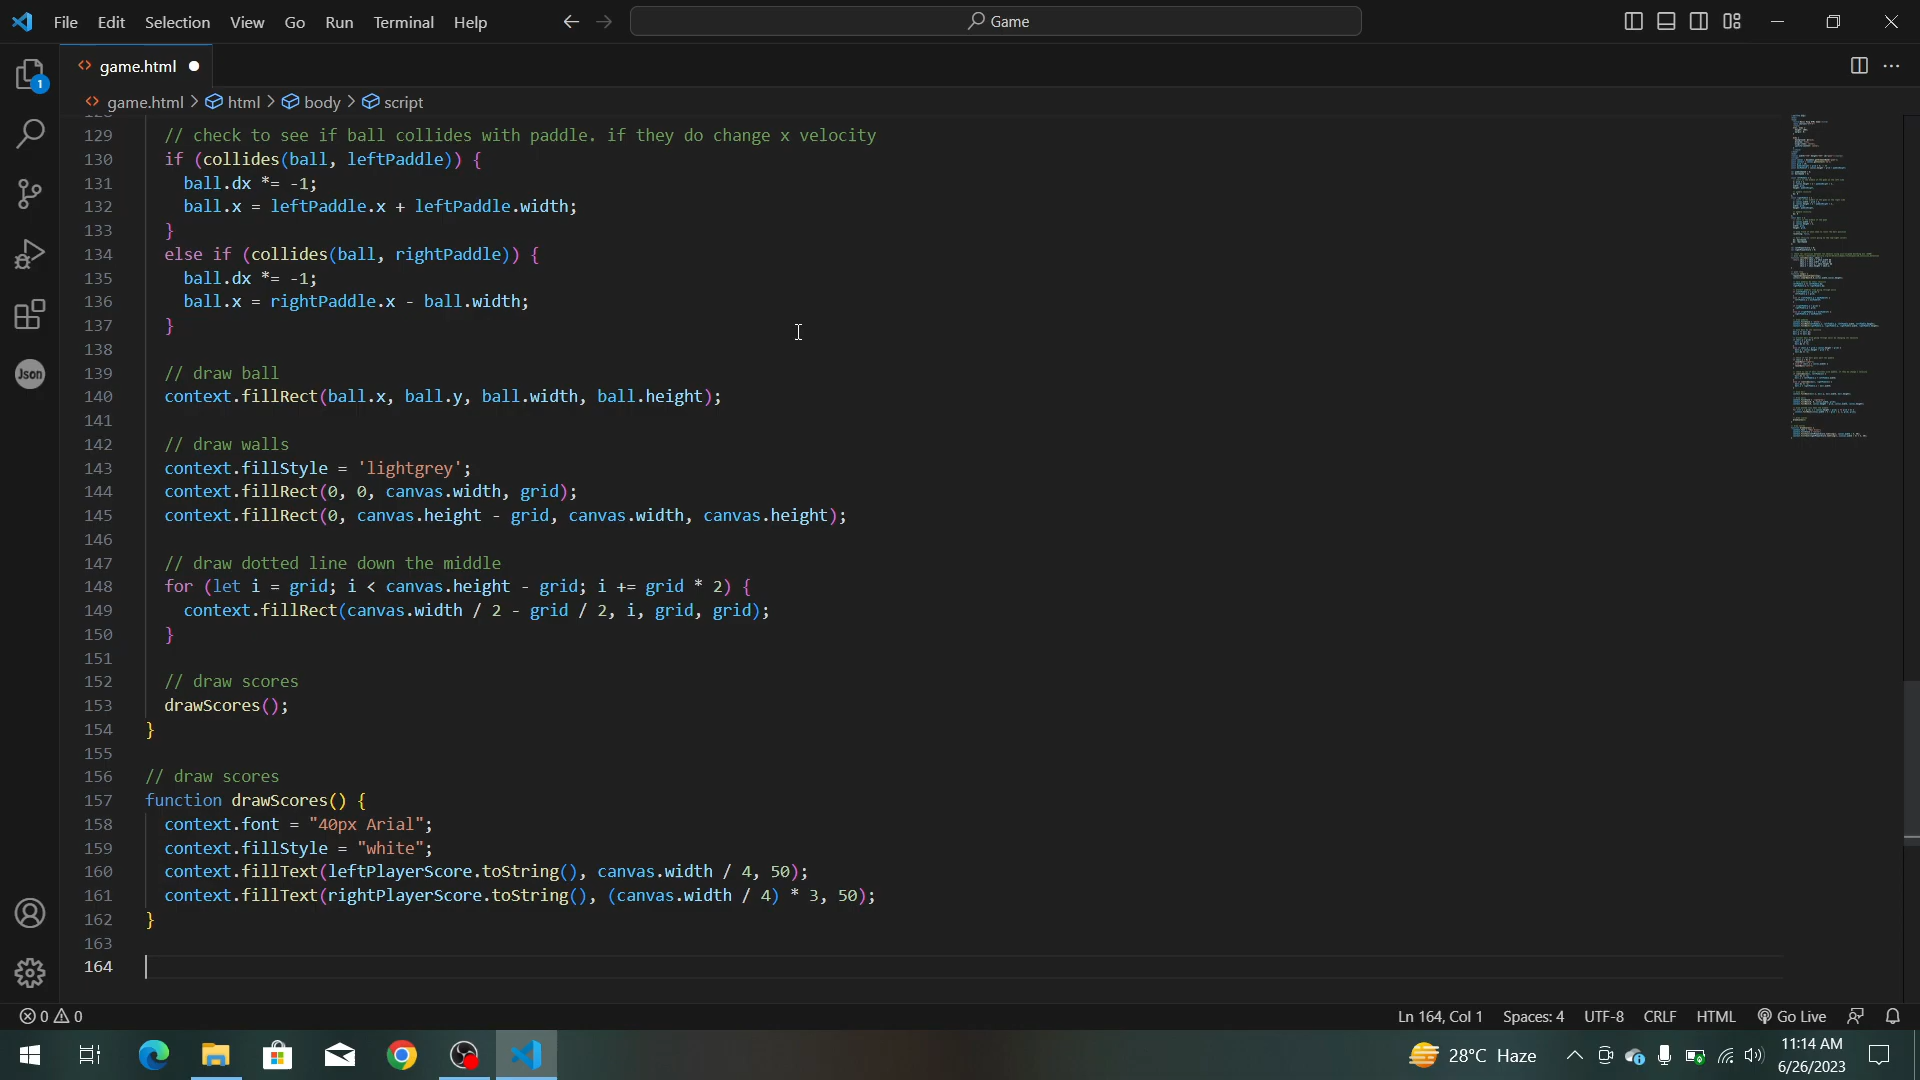 File Edit Selection View Go Run Terminal Help Game
1
game.html
game.html > html > body > script
129 // check to see if ball collides with paddle. if they do change x velocity
130 if (collides(ball, leftPaddle)) {
131 ball.dx *= -1;
132 ball.x = leftPaddle.x + leftPaddle.width;
133 }
134 else if (collides(ball, rightPaddle)) {
135 ball.dx *= -1;
136 ball.x = rightPaddle.x - ball.width;
137 }
138
139 // draw ball
140 context.fillRect(ball.x, ball.y, ball.width, ball.height);
141
142 // draw walls
143 context.fillStyle = 'lightgrey';
144 context.fillRect(0, 0, canvas.width, grid);
145 context.fillRect(0, canvas.height - grid, canvas.width, canvas.height);
146
147 // draw dotted line down the middle
148 for (let i = grid; i < canvas.height - grid; i += grid * 2) {
149 context.fillRect(canvas.width / 2 - grid / 2, i, grid, grid);
150 }
151
152 // draw scores
153 drawScores();
154 }
155
156 // draw scores
157 function drawScores() {
158 context.font = "40px Arial";
159 context.fillStyle = "white";
160 context.fillText(leftPlayerScore.toString(), canvas.width / 4, 50);
161 context.fillText(rightPlayerScore.toString(), (canvas.width / 4) * 3, 50);
162 }
163
164
Json
0 0 Ln 164, Col 1 Spaces: 4 UTF-8 CRLF HTML Go Live
28°C Haze 11:14 AM
6/26/2023